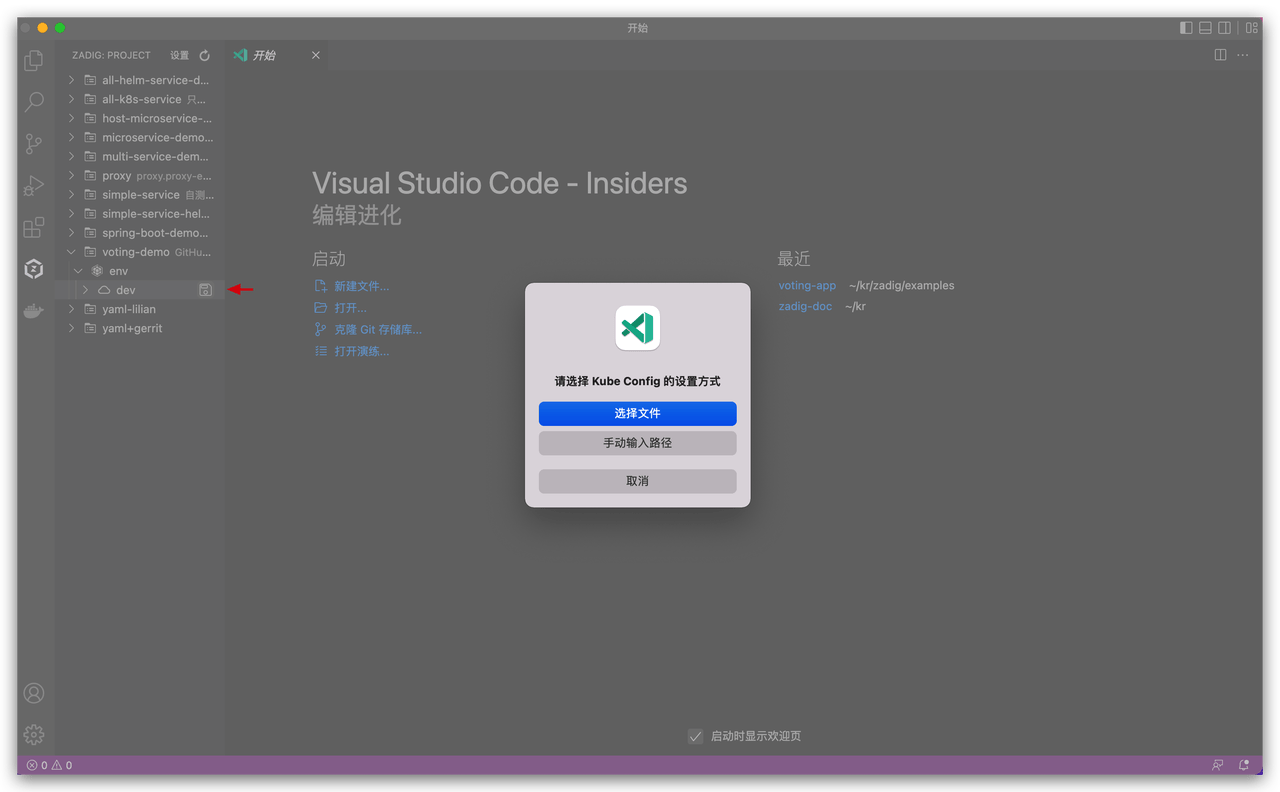 开始
ZADIG: PROJECT 设置
开始
all-helm-service-d...
all-k8s-service 只...
host-microservice-...
microservice-demo...
multi-service-dem...
proxy proxy.proxy-e...
simple-service 自测...
simple-service-hel...
spring-boot-demo...
voting-demo GitHu...
env
dev
yaml-lilian
yaml+gerrit
Visual Studio Code - Insiders
编辑进化
启动
新建文件...
打开...
克隆 Git 存储库...
打开演练...
最近
voting-app ~/kr/zadig/examples
zadig-doc ~/kr
请选择 Kube Config 的设置方式
选择文件
手动输入路径
取消
启动时显示欢迎页
0 0